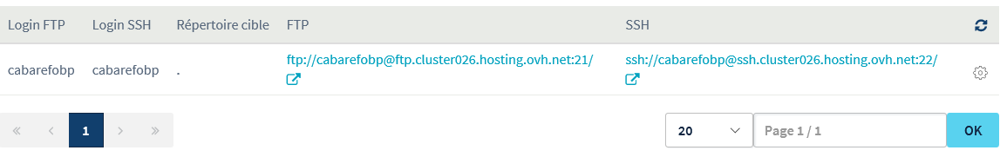 Login FTP Login SSH Répertoire cible FTP SSH
cabarefobp cabarefobp . ftp://cabarefobp@ftp.cluster026.hosting.ovh.net:21/ ssh://cabarefobp@ssh.cluster026.hosting.ovh.net:22/
« ‹ 1 › » 20 Page 1 / 1 OK